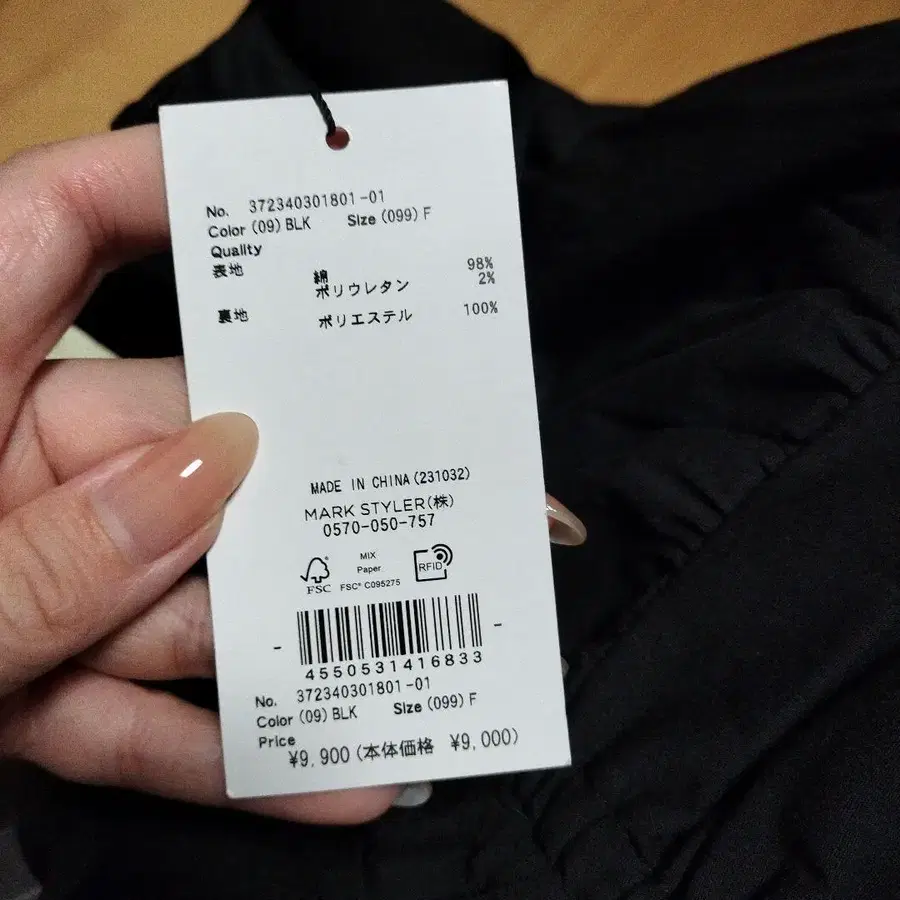 No. 372340301801-01
Color (09) BLK Size (099) F
Quality
表地 綿 98%
ポリウレタン 2%
裏地 ポリエステル 100%
MADE IN CHINA (231032)
MARK STYLER(株)
0570-050-757
FSC MIX Paper FSC® C095275 RFID
4550531416833
No. 372340301801-01
Color (09) BLK Size (099) F
Price
¥9,900 (本体価格 ¥9,000)